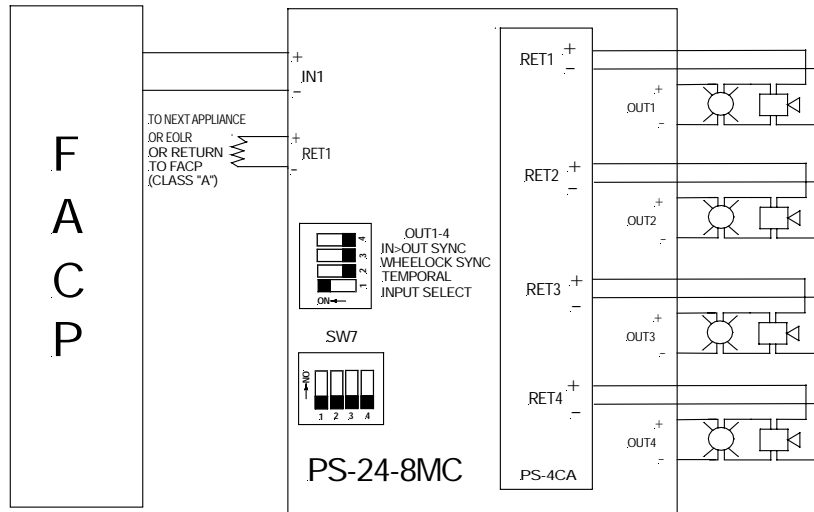 F
A
C
P
+
IN1
-
TO NEXT APPLIANCE
OR EOLR
OR RETURN
TO FACP
(CLASS "A")
+
RET1
-
4
3
2
1
ON
OUT1-4
IN>OUT SYNC
WHEELOCK SYNC
TEMPORAL
INPUT SELECT
SW7
ON
1 2 3 4
PS-24-8MC
RET1 +
-
RET2 +
-
RET3 +
-
RET4 +
-
PS-4CA
+
OUT1
-
+
OUT2
-
+
OUT3
-
+
OUT4
-